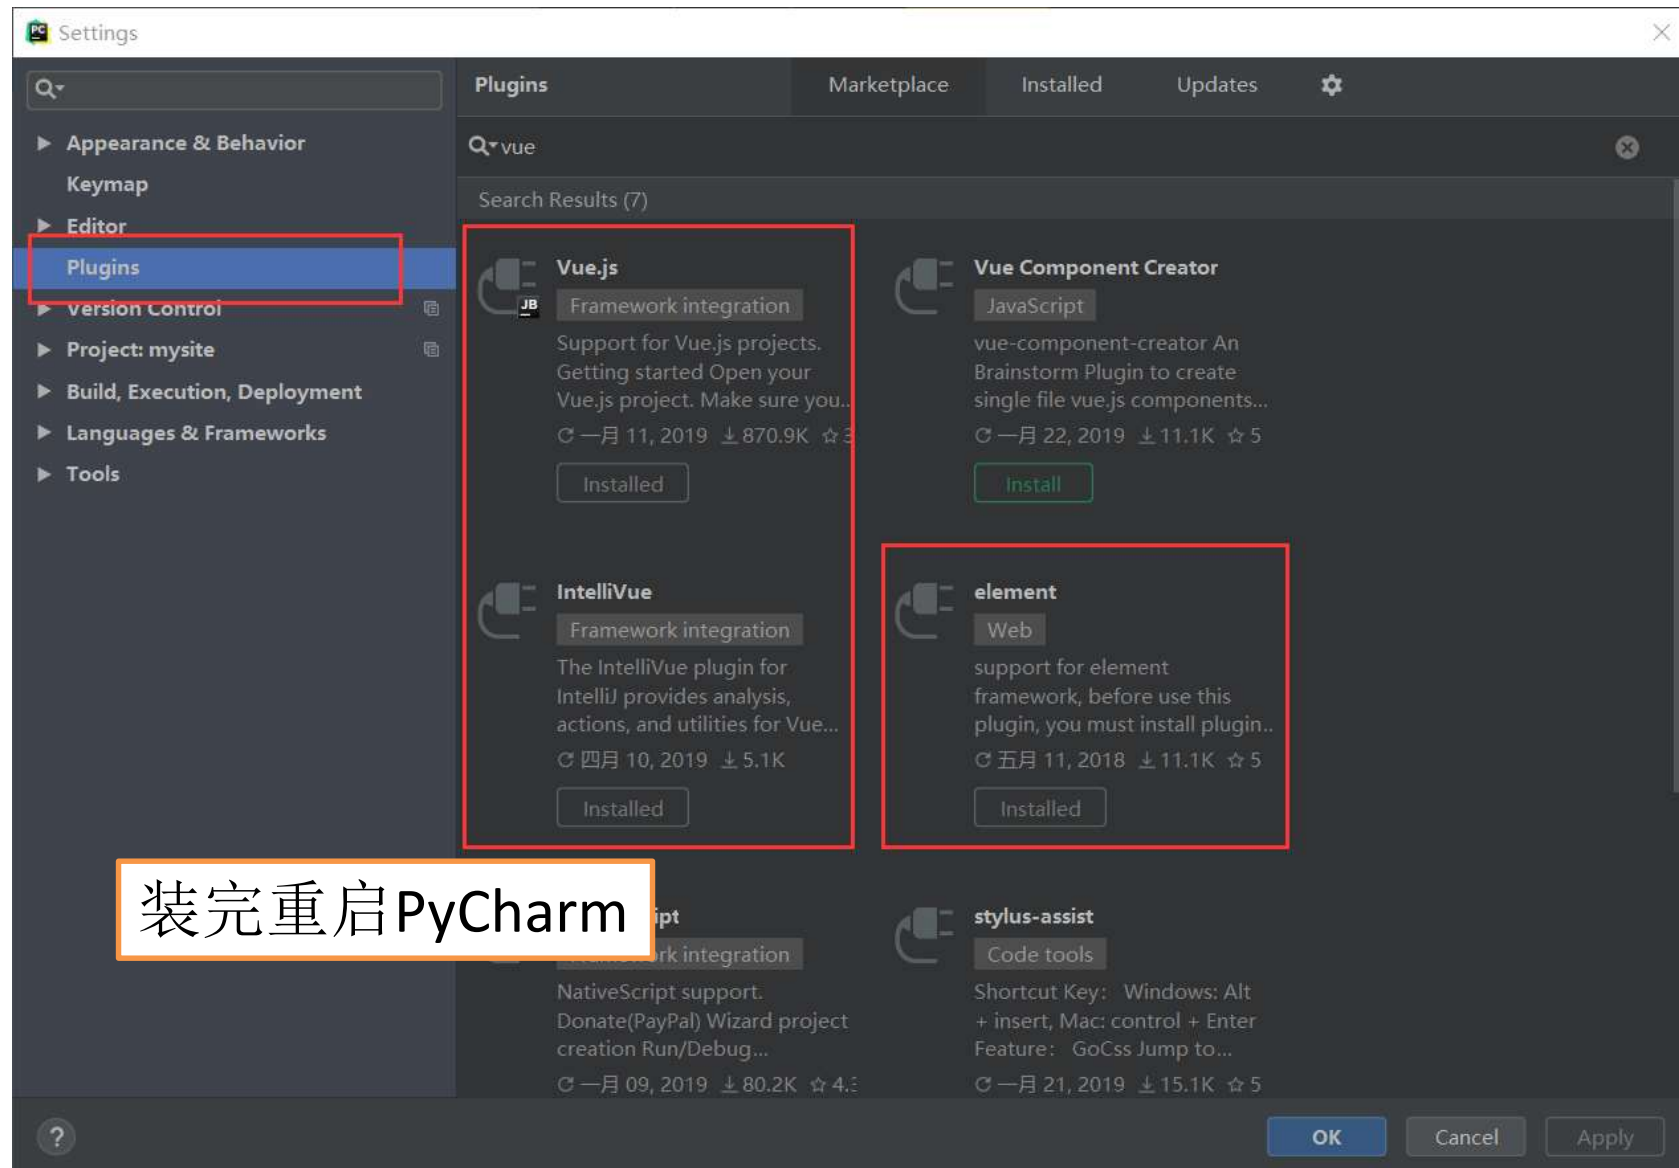 Settings
Plugins
Marketplace
Installed
Updates
Appearance & Behavior
Keymap
Editor
Plugins
Version Control
Project: mysite
Build, Execution, Deployment
Languages & Frameworks
Tools
vue
Search Results (7)
Vue.js
Framework integration
Support for Vue.js projects.
Getting started Open your
Vue.js project. Make sure you..
一月 11, 2019 870.9K
Installed
Vue Component Creator
JavaScript
vue-component-creator An
Brainstorm Plugin to create
single file vue.js components...
一月 22, 2019 11.1K 5
Install
IntelliVue
Framework integration
The IntelliVue plugin for
IntelliJ provides analysis,
actions, and utilities for Vue...
四月 10, 2019 5.1K
Installed
element
Web
support for element
framework, before use this
plugin, you must install plugin..
五月 11, 2018 11.1K 5
Installed
装完重启PyCharm
ipt
rk integration
NativeScript support.
Donate(PayPal) Wizard project
creation Run/Debug...
一月 09, 2019 80.2K 4.
stylus-assist
Code tools
Shortcut Key: Windows: Alt
+ insert, Mac: control + Enter
Feature: GoCss Jump to...
一月 21, 2019 15.1K 5
?
OK
Cancel
Apply